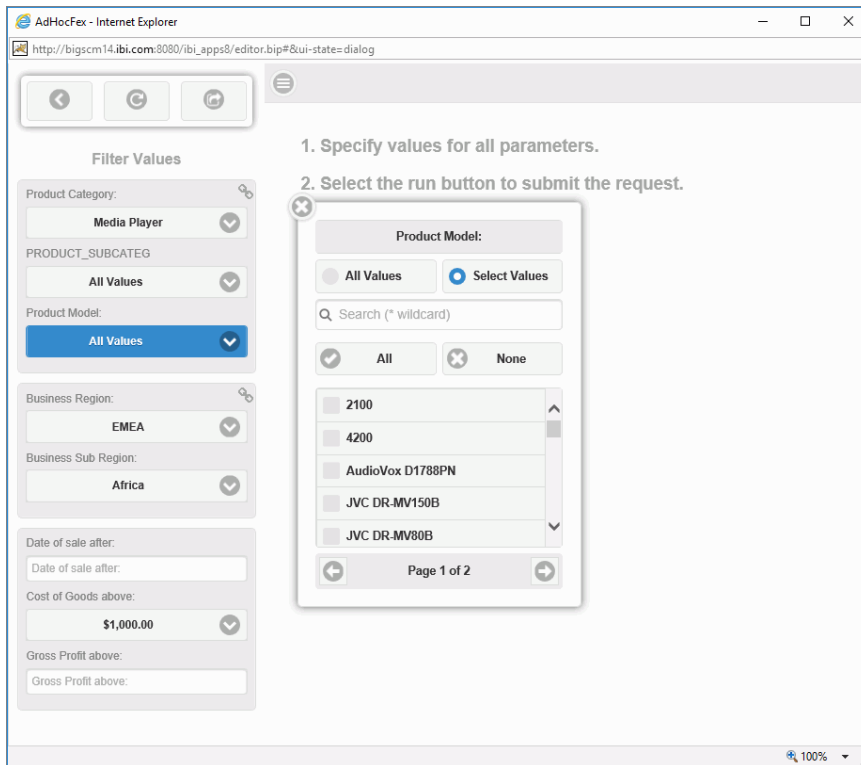 AdHocFex - Internet Explorer
http://bigscm14.ibi.com:8080/ibi_apps8/editor.bip#&ui-state=dialog
Filter Values
Product Category:
Media Player
PRODUCT_SUBCATEG
All Values
Product Model:
All Values
Business Region:
EMEA
Business Sub Region:
Africa
Date of sale after:
Date of sale after:
Cost of Goods above:
$1,000.00
Gross Profit above:
Gross Profit above:
1. Specify values for all parameters.
2. Select the run button to submit the request.
Product Model:
All Values Select Values
Search (* wildcard)
All None
2100
4200
AudioVox D1788PN
JVC DR-MV150B
JVC DR-MV80B
Page 1 of 2
100%